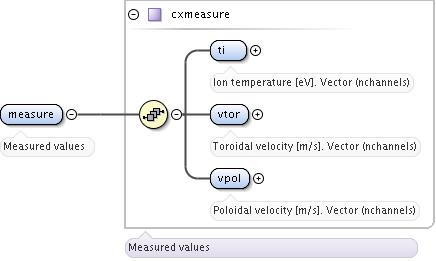 cxmeasure
ti
Ion temperature [eV]. Vector (nchannels)
measure
Measured values
vtor
Toroidal velocity [m/s]. Vector (nchannels)
vpol
Poloidal velocity [m/s]. Vector (nchannels)
Measured values